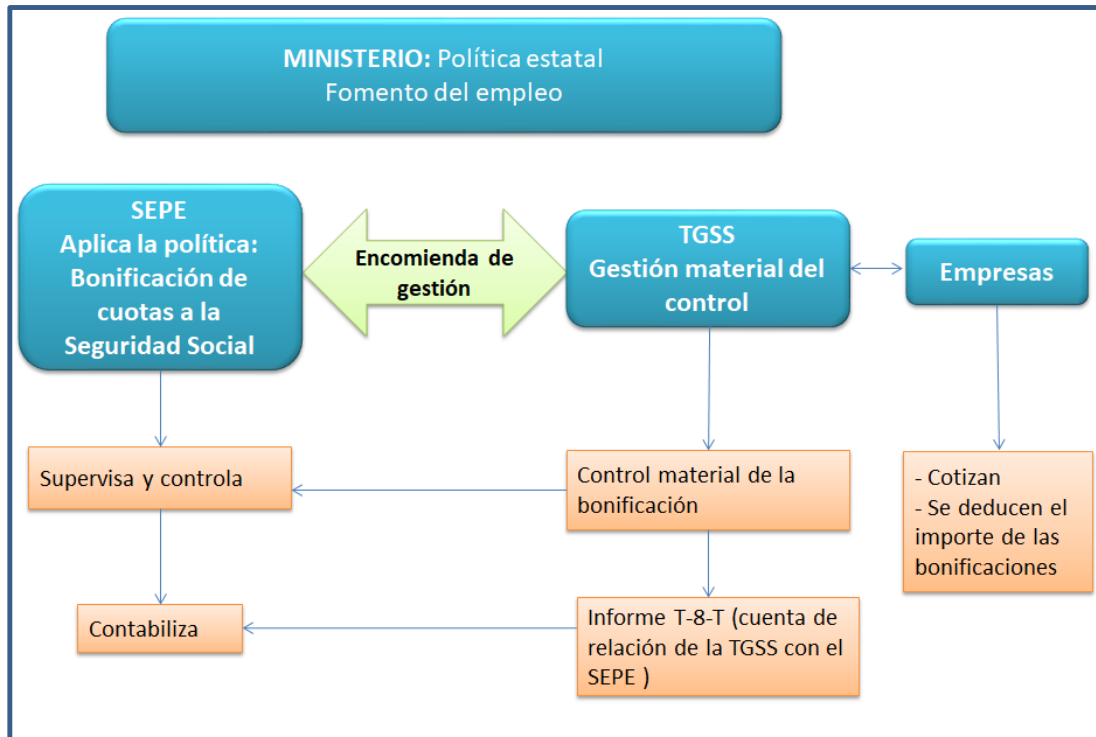 MINISTERIO: Política estatal
Fomento del empleo
SEPE
Aplica la política:
Bonificación de
cuotas a la
Seguridad Social
Encomienda de
gestión
TGSS
Gestión material del
control
Empresas
Supervisa y controla
Control material de la
bonificación
- Cotizan
- Se deducen el
importe de las
bonificaciones
Contabiliza
Informe T-8-T (cuenta de
relación de la TGSS con el
SEPE )